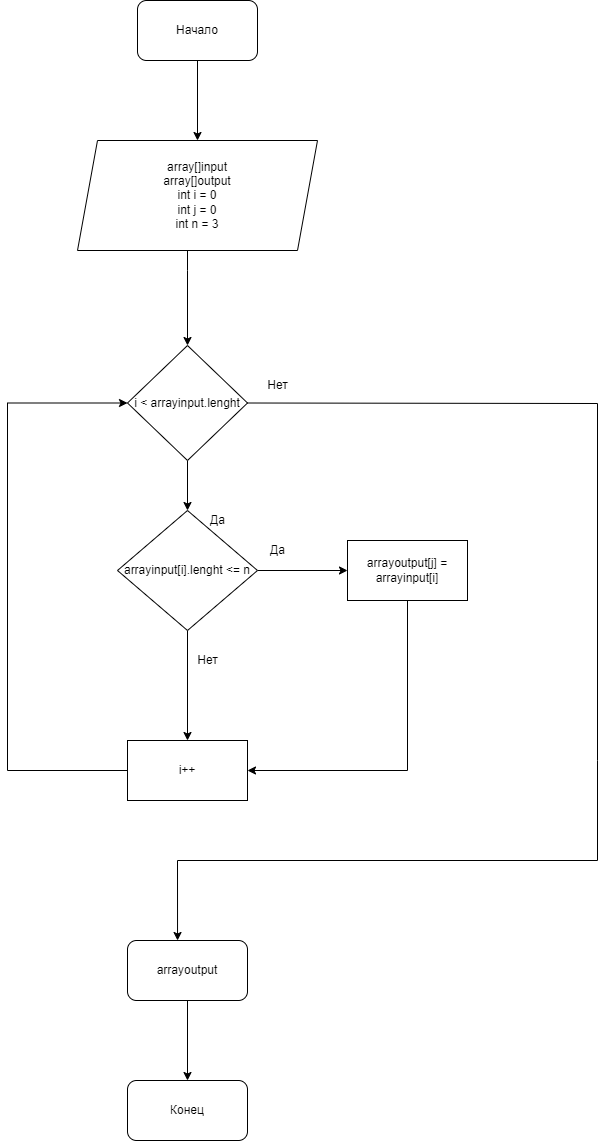 Начало
array[]input
array[]output
int i = 0
int j = 0
int n = 3
i < arrayinput.lenght
Нет
Да
arrayinput[i].lenght <= n
Да
arrayoutput[j] =
arrayinput[i]
Нет
i++
arrayoutput
Конец